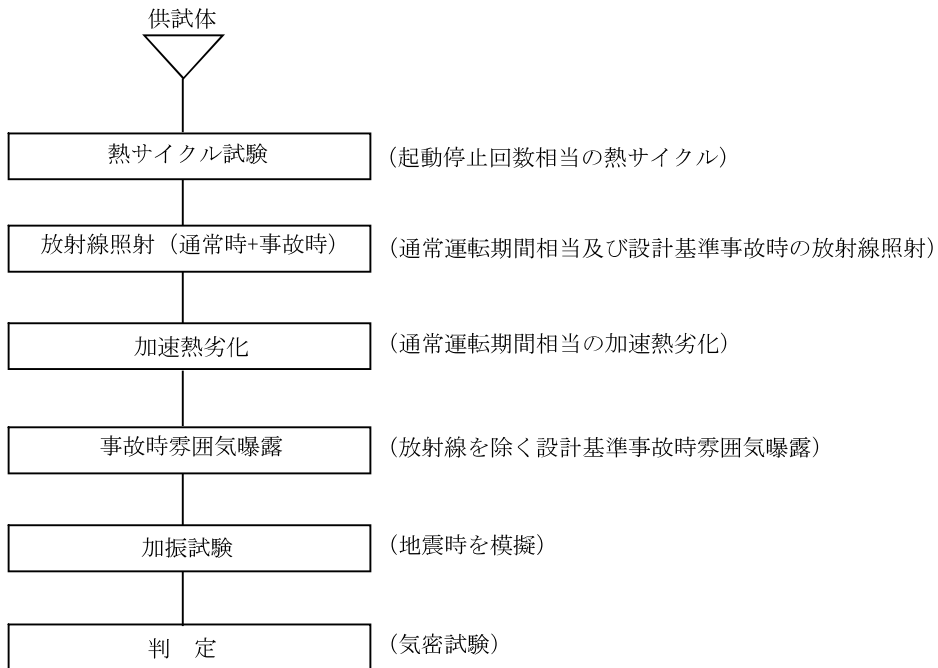 供試体
熱サイクル試験 (起動停止回数相当の熱サイクル)
放射線照射(通常時+事故時) (通常運転期間相当及び設計基準事故時の放射線照射)
加速熱劣化 (通常運転期間相当の加速熱劣化)
事故時雰囲気曝露 (放射線を除く設計基準事故時雰囲気曝露)
加振試験 (地震時を模擬)
判 定 (気密試験)